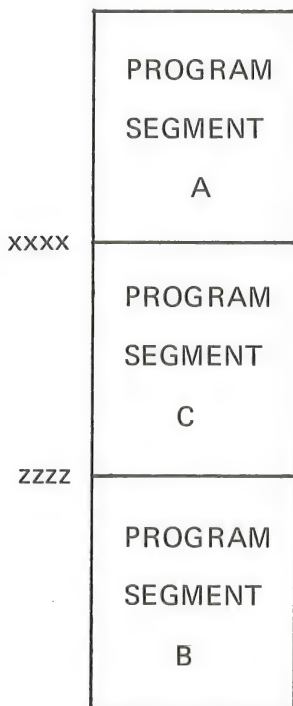 PROGRAM
SEGMENT
A
xxxx
PROGRAM
SEGMENT
C
zzzz
PROGRAM
SEGMENT
B